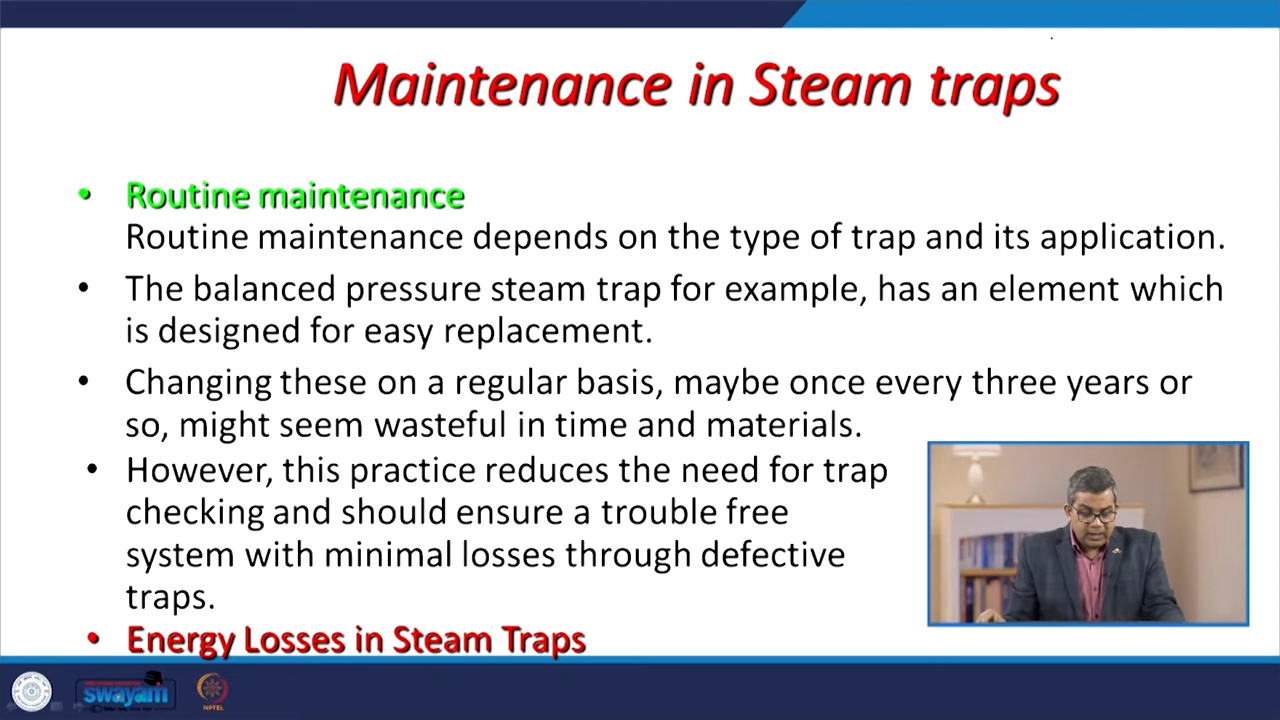 Maintenance in Steam traps
• Routine maintenance
Routine maintenance depends on the type of trap and its application.
• The balanced pressure steam trap for example, has an element which
is designed for easy replacement.
• Changing these on a regular basis, maybe once every three years or
so, might seem wasteful in time and materials.
• However, this practice reduces the need for trap
checking and should ensure a trouble free
system with minimal losses through defective
traps.
• Energy Losses in Steam Traps
swayam
NPTEL